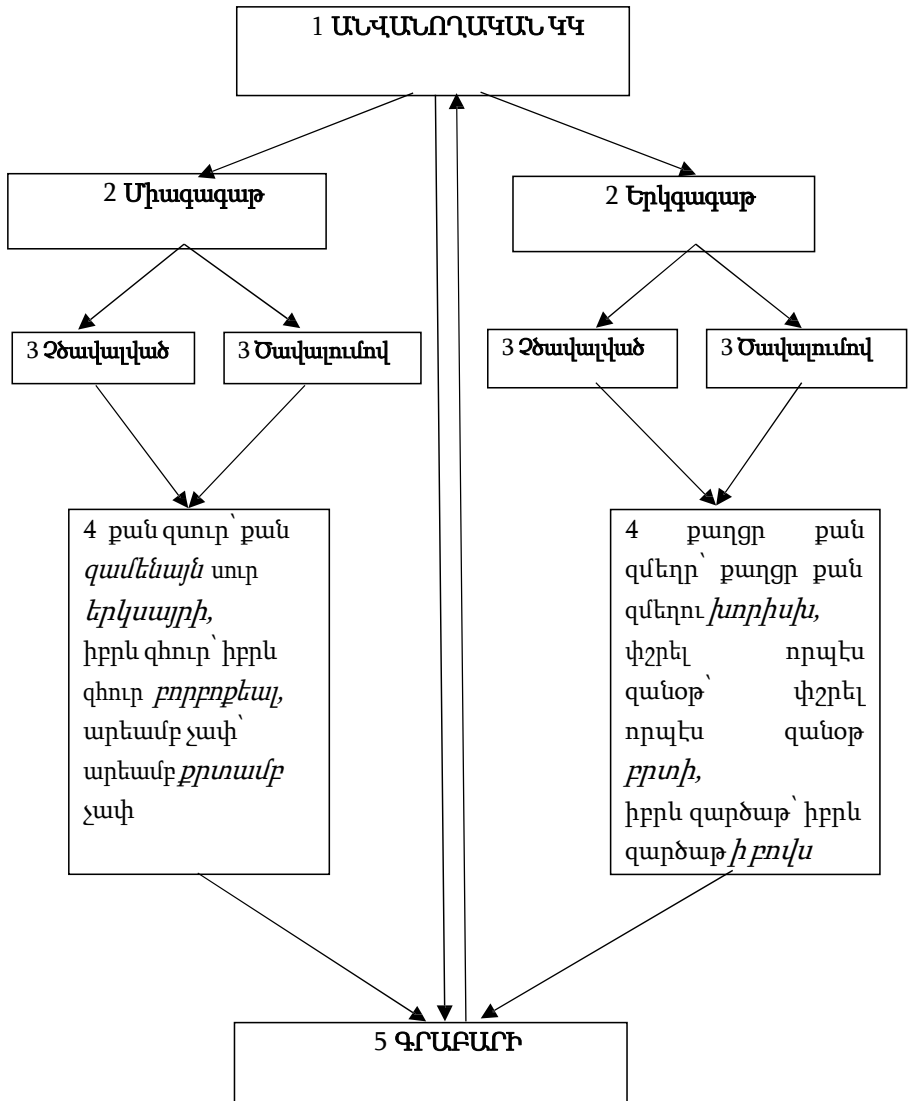 1 ԱՆՎԱՆՈՂԱԿԱՆ ԿԿ
2 Միագագաթ
2 Երկգագաթ
3 Չծավալված
3 Ծավալումով
3 Չծավալված
3 Ծավալումով
4 քան զսուր՝ քան
զամենայն սուր
երկսայրի,
իբրև զհուր՝ իբրև
զհուր բորբոքեալ,
արեամբ չափ՝
արեամբ քրտամբ
չափ
4 քաղցր քան
զմեղր՝ քաղցր քան
զմեղու խորիսխ,
փշրել որպէս
զանօթ՝ փշրել
որպէս զանօթ
բրտի,
իբրև զարծաթ՝ իբրև
զարծաթ ի բովս
5 ԳՐԱԲԱՐԻ